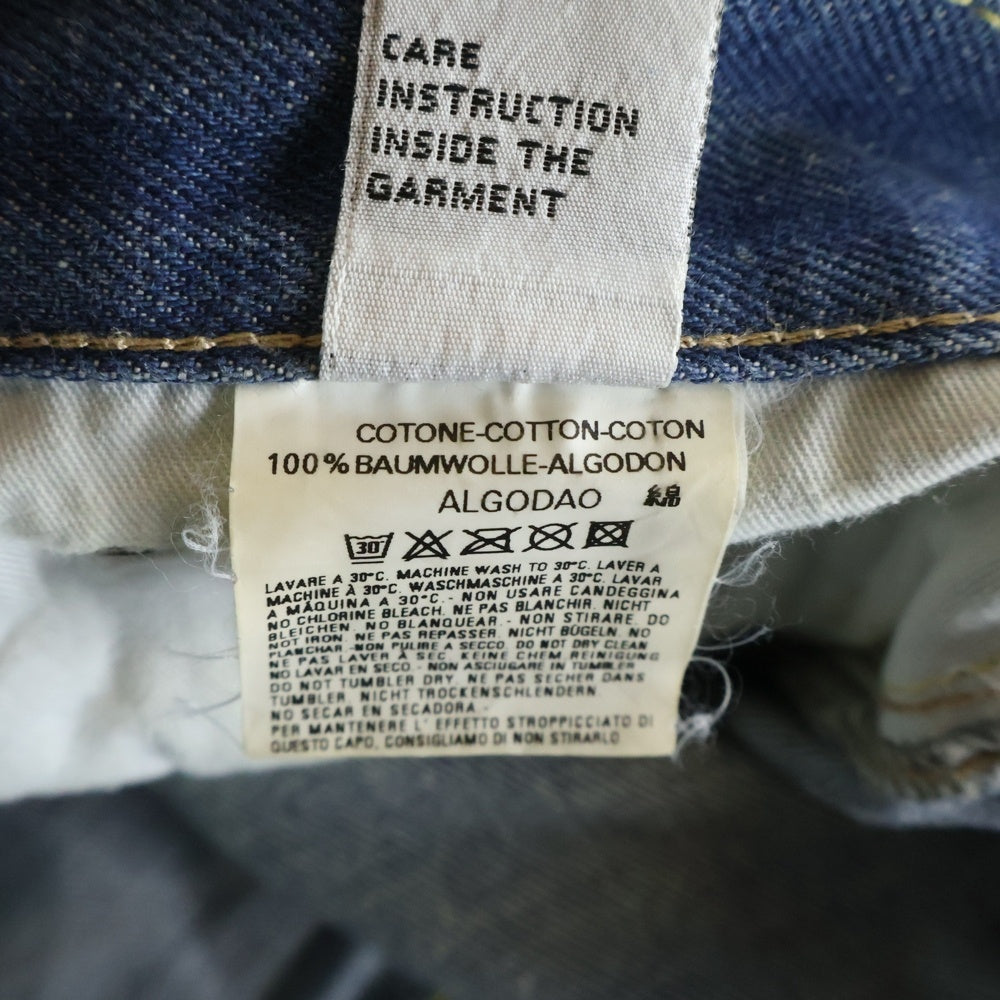 CARE
INSTRUCTION
INSIDE THE
GARMENT
COTONE-COTTON-COTON
100% BAUMWOLLE-ALGODON
ALGODAO 綿
30°
LAVARE A 30°C. MACHINE WASH TO 30°C. LAVER A
MACHINE À 30°C. WASCHMASCHINE A 30°C. LAVAR
A MÁQUINA A 30°C.- NON USARE CANDEGGINA
NO CHLORINE BLEACH. NE PAS BLANCHIR. NICHT
BLEICHEN. NO BLANQUEAR.- NON STIRARE. DO
NOT IRON. NE PAS REPASSER. NICHT BÜGELN. NO
PLANCHAR.-NON PULIRE A SECCO. DO NOT DRY CLEAN
NE PAS LAVER À SEC. KEINE CHEM REINIGUNG
NO LAVAR EN SECO.- NON ASCIUGARE IN TUMBLER
DO NOT TUMBLER DRY. NE PAS SECHER DANS
TUMBLER. NICHT TROCKENSCHLENDERN
NO SECAR EN SECADORA.-
PER MANTENERE L' EFFETTO STROPPICCIATO DI
QUESTO CAPO, CONSIGLIAMO DI NON STIRARLO